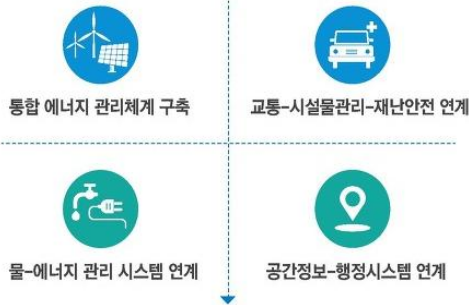 통합 에너지 관리체계 구축
교통-시설물관리-재난안전 연계
물-에너지 관리 시스템 연계
공간정보-행정시스템 연계